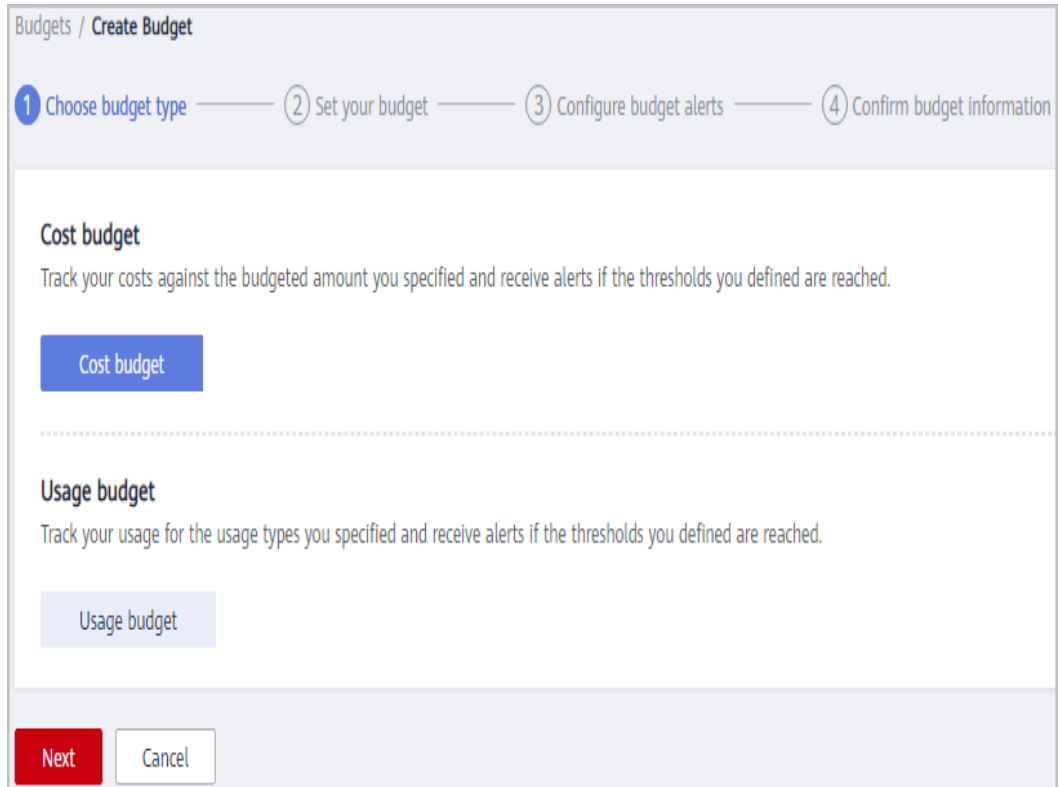 Budgets / Create Budget
1 Choose budget type 2 Set your budget 3 Configure budget alerts 4 Confirm budget information
Cost budget
Track your costs against the budgeted amount you specified and receive alerts if the thresholds you defined are reached.
Cost budget
Usage budget
Track your usage for the usage types you specified and receive alerts if the thresholds you defined are reached.
Usage budget
Next Cancel